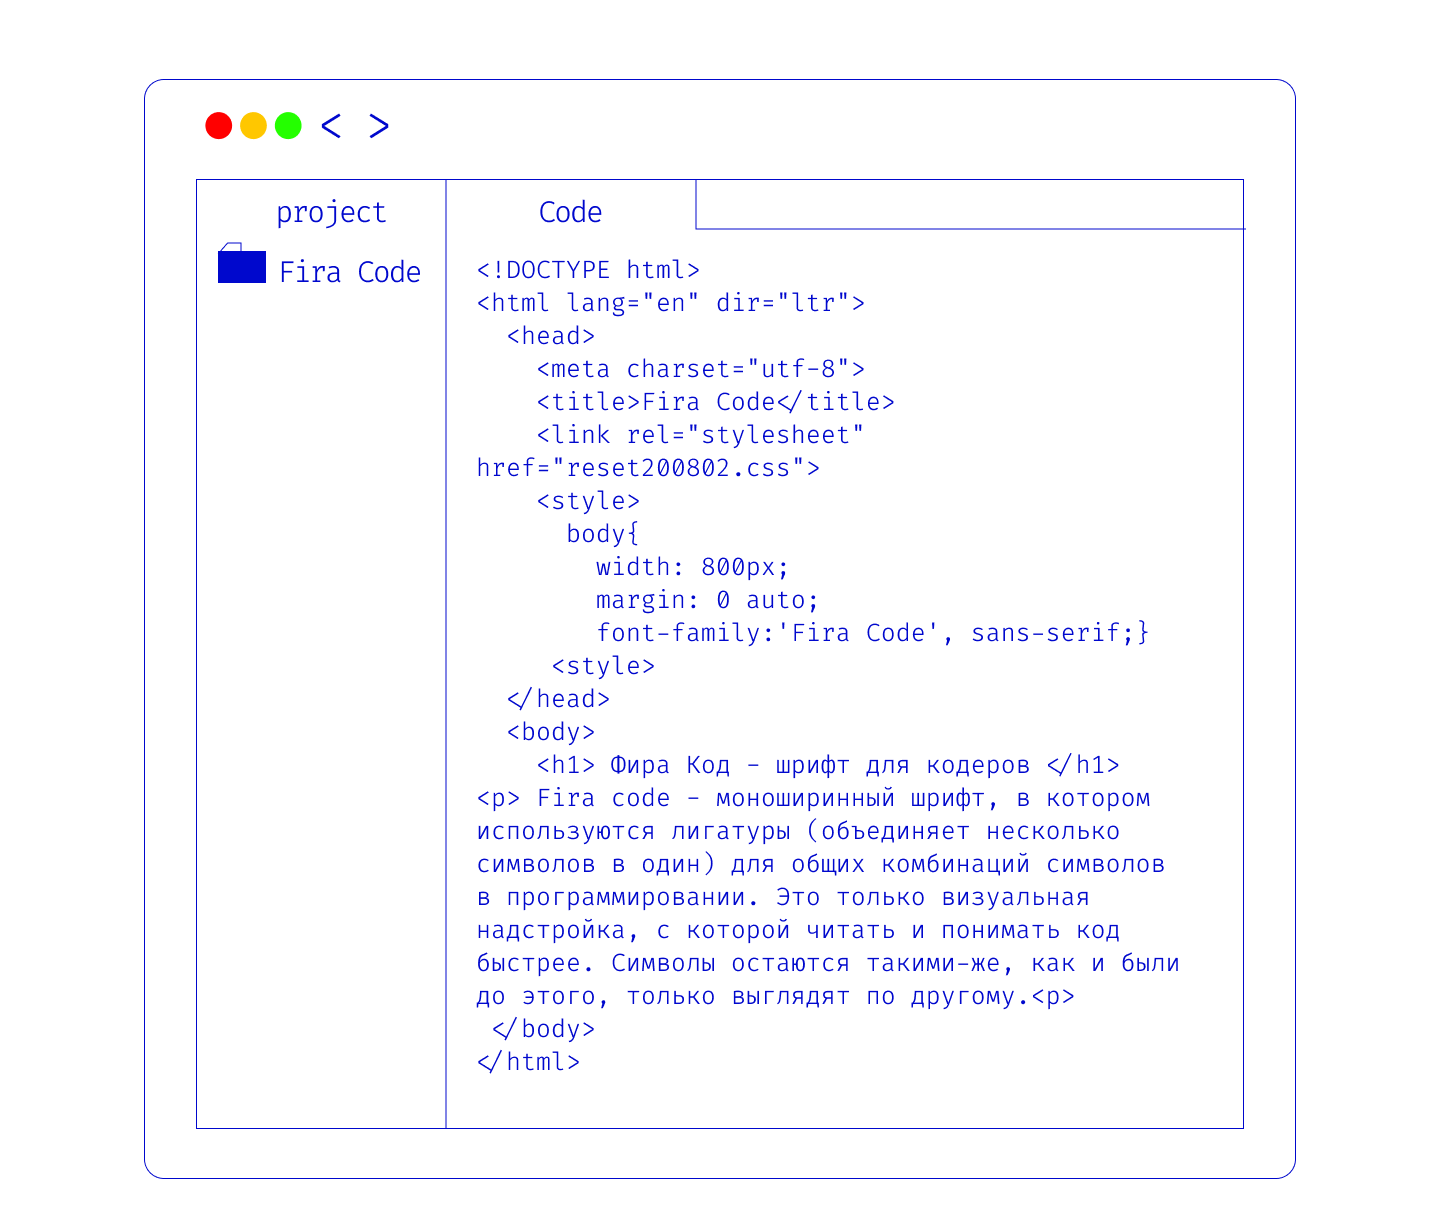 < >
project
Code
Fira Code
<!DOCTYPE html>
<html lang="en" dir="ltr">
  <head>
    <meta charset="utf-8">
    <title>Fira Code</title>
    <link rel="stylesheet"
href="reset200802.css">
    <style>
      body{
        width: 800px;
        margin: 0 auto;
        font-family:'Fira Code', sans-serif;}
     <style>
  </head>
  <body>
    <h1> Фира Код - шрифт для кодеров </h1>
<p> Fira code - моноширинный шрифт, в котором
используются лигатуры (объединяет несколько
символов в один) для общих комбинаций символов
в программировании. Это только визуальная
надстройка, с которой читать и понимать код
быстрее. Символы остаются такими-же, как и были
до этого, только выглядят по другому.<p>
 </body>
</html>